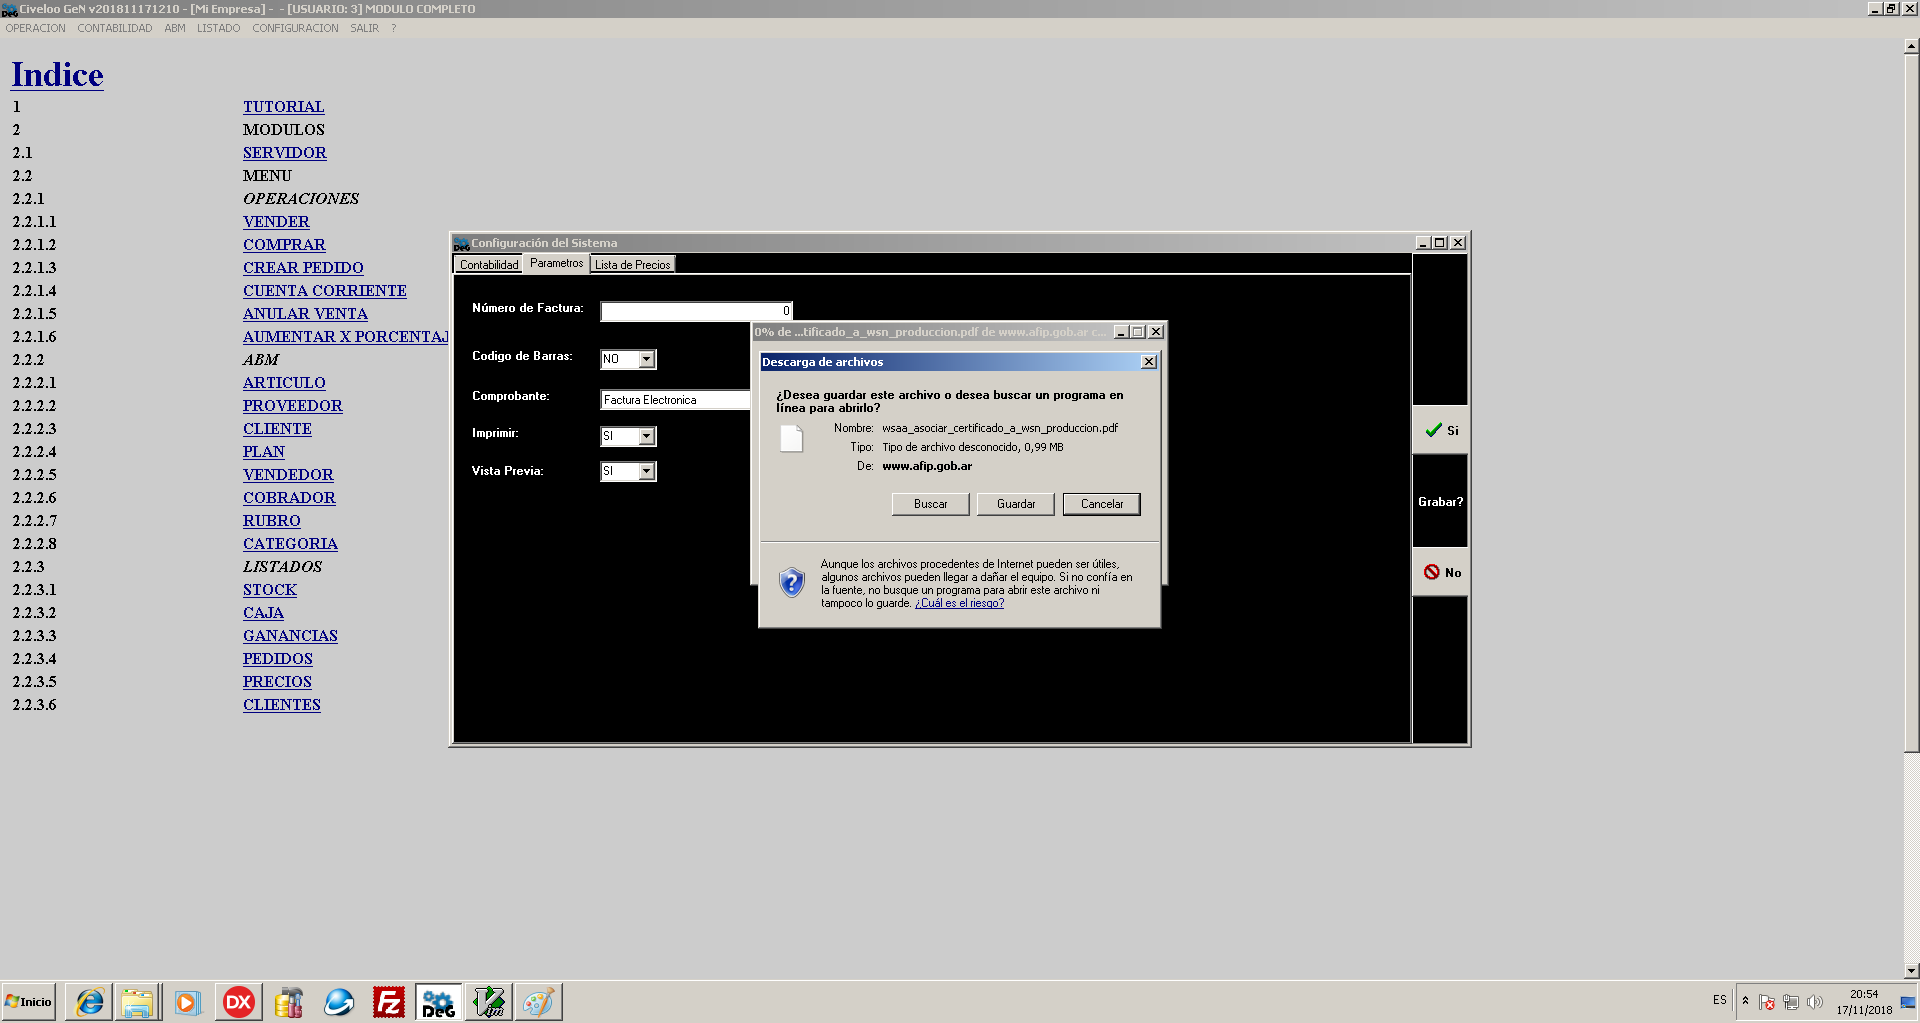 Civeloo GeN v201811171210 - [Mi Empresa] - - [USUARIO: 3] MODULO COMPLETO
OPERACION CONTABILIDAD ABM LISTADO CONFIGURACION SALIR ?
Indice
1 TUTORIAL
2 MODULOS
2.1 SERVIDOR
2.2 MENU
2.2.1 OPERACIONES
2.2.1.1 VENDER
2.2.1.2 COMPRAR
2.2.1.3 CREAR PEDIDO
2.2.1.4 CUENTA CORRIENTE
2.2.1.5 ANULAR VENTA
2.2.1.6 AUMENTAR X PORCENTAJ
2.2.2 ABM
2.2.2.1 ARTICULO
2.2.2.2 PROVEEDOR
2.2.2.3 CLIENTE
2.2.2.4 PLAN
2.2.2.5 VENDEDOR
2.2.2.6 COBRADOR
2.2.2.7 RUBRO
2.2.2.8 CATEGORIA
2.2.3 LISTADOS
2.2.3.1 STOCK
2.2.3.2 CAJA
2.2.3.3 GANANCIAS
2.2.3.4 PEDIDOS
2.2.3.5 PRECIOS
2.2.3.6 CLIENTES
Configuración del Sistema
Contabilidad Parametros Lista de Precios
Número de Factura: 0
Codigo de Barras: NO
Comprobante: Factura Electronica
Imprimir: SI
Vista Previa: SI
Si
Grabar?
No
0% de ...tificado_a_wsn_produccion.pdf de www.afip.gob.ar c...
Descarga de archivos
¿Desea guardar este archivo o desea buscar un programa en
línea para abrirlo?
Nombre: wsaa_asociar_certificado_a_wsn_produccion.pdf
Tipo: Tipo de archivo desconocido, 0,99 MB
De: www.afip.gob.ar
Buscar Guardar Cancelar
Aunque los archivos procedentes de Internet pueden ser útiles,
algunos archivos pueden llegar a dañar el equipo. Si no confía en
la fuente, no busque un programa para abrir este archivo ni
tampoco lo guarde. ¿Cuál es el riesgo?
Inicio DX FZ DeG Vim ES 20:54
17/11/2018